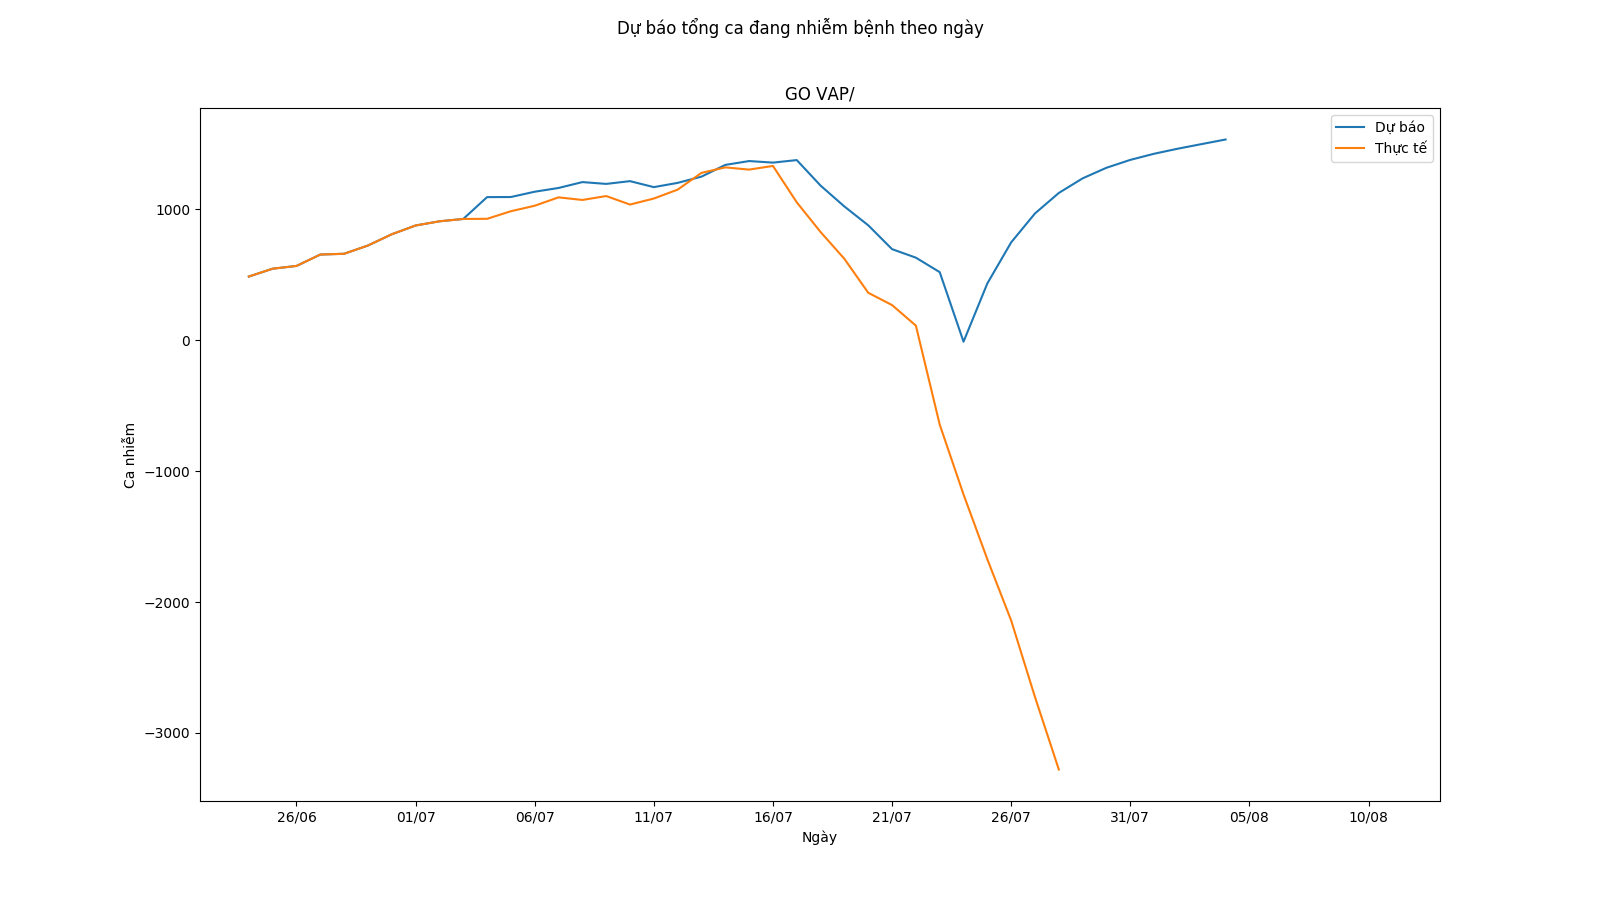 Dự báo tổng ca đang nhiễm bệnh theo ngày
GO VAP/
Dự báo
Thực tế
1000
0
−1000
−2000
−3000
Ca nhiễm
26/06 01/07 06/07 11/07 16/07 21/07 26/07 31/07 05/08 10/08
Ngày